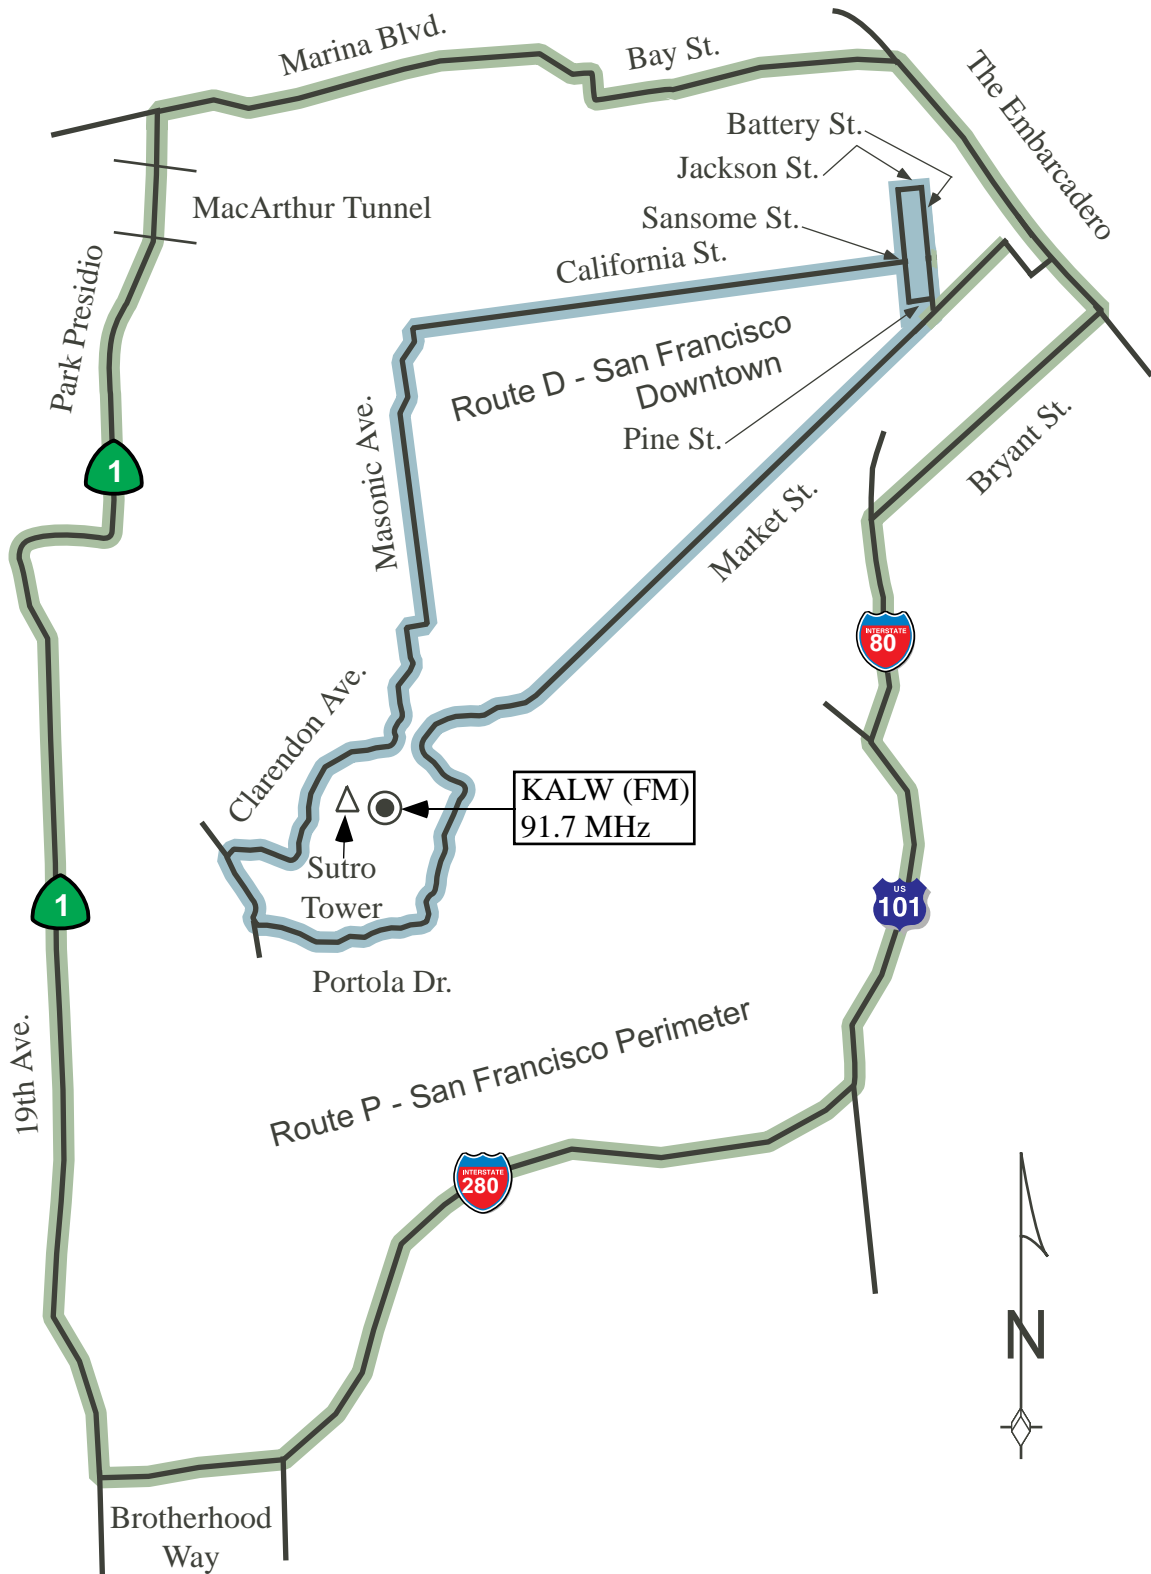 Marina Blvd.
Bay St.
The Embarcadero
Battery St.
Jackson St.
MacArthur Tunnel
Sansome St.
California St.
Park Presidio
Route D - San Francisco
Downtown
Masonic Ave.
Pine St.
Bryant St.
1
Market St.
INTERSTATE
80
Clarendon Ave.
KALW (FM)
91.7 MHz
Sutro
Tower
US
101
1
Portola Dr.
19th Ave.
Route P - San Francisco Perimeter
INTERSTATE
280
N
Brotherhood
Way